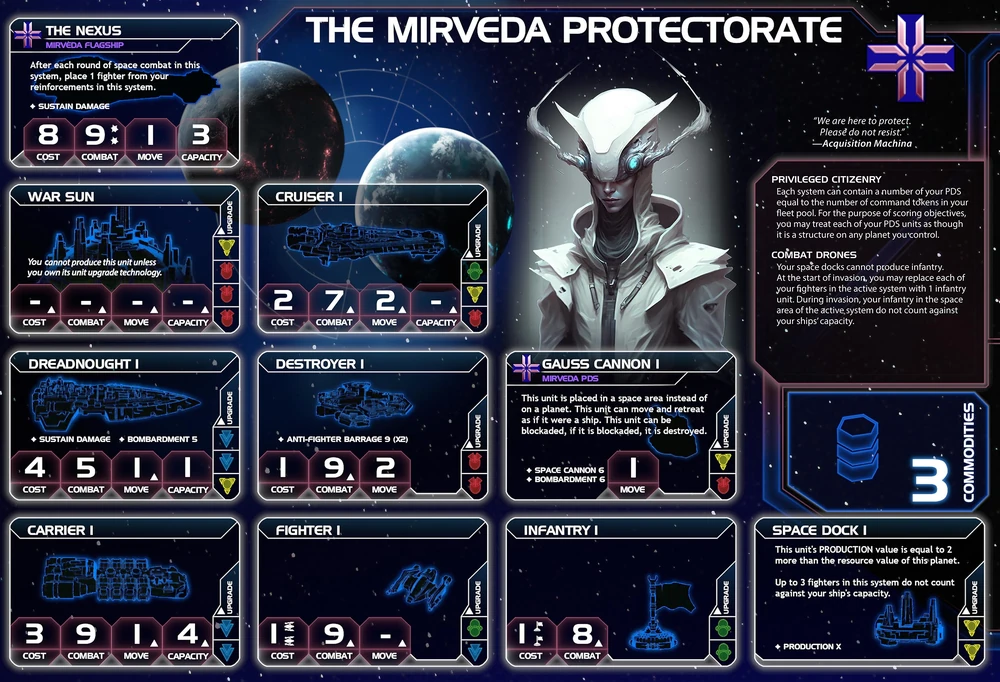 THE MIRVEDA PROTECTORATE
THE NEXUS
MIRVEDA FLAGSHIP
After each round of space combat in this
system, place 1 fighter from your
reinforcements in this system.
SUSTAIN DAMAGE
8 9 1 3
COST COMBAT MOVE CAPACITY
"We are here to protect.
Please do not resist."
—Acquisition Machina
PRIVILEGED CITIZENRY
Each system can contain a number of your PDS
equal to the number of command tokens in your
fleet pool. For the purpose of scoring objectives,
you may treat each of your PDS units as though
it is a structure on any planet you control.
COMBAT DRONES
Your space docks cannot produce infantry.
At the start of invasion, you may replace each of
your fighters in the active system with 1 infantry
unit. During invasion, your infantry in the space
area of the active system do not count against
your ships' capacity.
WAR SUN
You cannot produce this unit unless
you own its unit upgrade technology.
- - - -
COST COMBAT MOVE CAPACITY
UPGRADE
CRUISER I
2 7 2 -
COST COMBAT MOVE CAPACITY
UPGRADE
DREADNOUGHT I
SUSTAIN DAMAGE BOMBARDMENT 5
4 5 1 1
COST COMBAT MOVE CAPACITY
UPGRADE
DESTROYER I
ANTI-FIGHTER BARRAGE 9 (X2)
1 9 2
COST COMBAT MOVE
UPGRADE
GAUSS CANNON I
MIRVEDA PDS
This unit is placed in a space area instead of
on a planet. This unit can move and retreat
as if it were a ship. This unit can be
blockaded, if it is blockaded, it is destroyed.
SPACE CANNON 6
BOMBARDMENT 6
1
MOVE
UPGRADE
3
COMMODITIES
CARRIER I
3 9 1 4
COST COMBAT MOVE CAPACITY
UPGRADE
FIGHTER I
1 9 -
COST COMBAT MOVE
UPGRADE
INFANTRY I
1 8
COST COMBAT
UPGRADE
SPACE DOCK I
This unit's PRODUCTION value is equal to 2
more than the resource value of this planet.
Up to 3 fighters in this system do not count
against your ship's capacity.
PRODUCTION X
UPGRADE